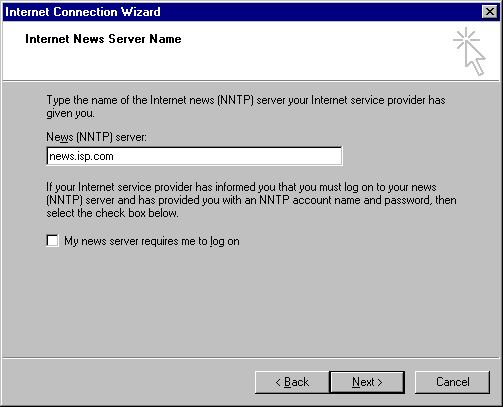 Internet Connection Wizard
Internet News Server Name
Type the name of the Internet news (NNTP) server your Internet service provider has
given you.
News (NNTP) server:
news.isp.com
If your Internet service provider has informed you that you must log on to your news
(NNTP) server and has provided you with an NNTP account name and password, then
select the check box below.
My news server requires me to log on
< Back Next > Cancel